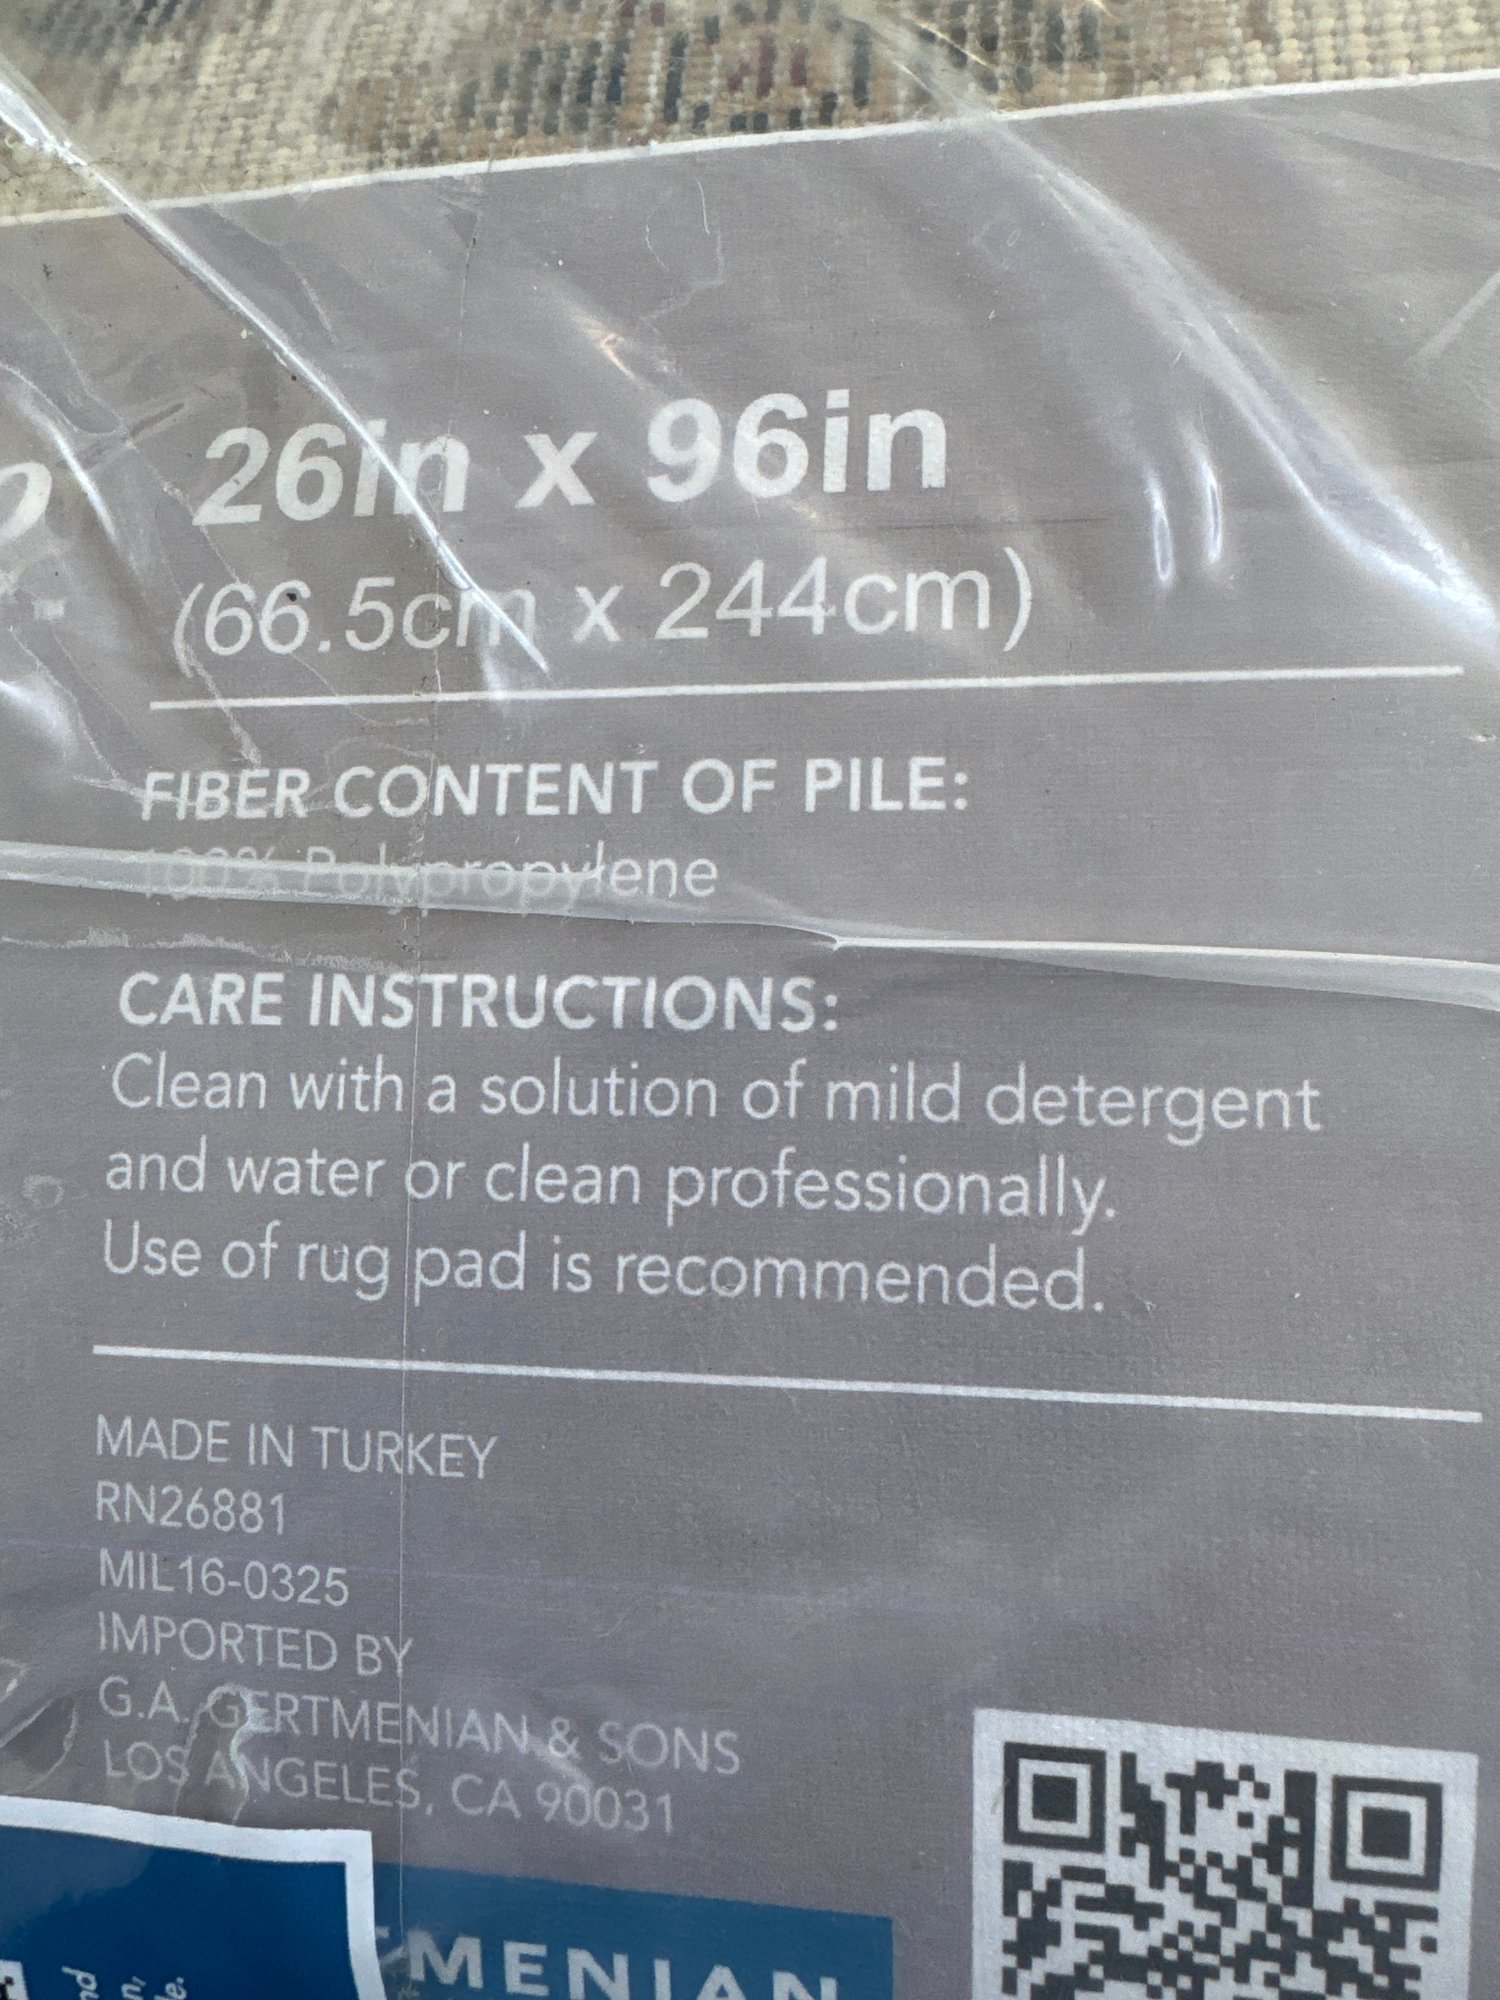 26in x 96in
(66.5cm x 244cm)
FIBER CONTENT OF PILE:
100% Polypropylene
CARE INSTRUCTIONS:
Clean with a solution of mild detergent
and water or clean professionally.
Use of rug pad is recommended.
MADE IN TURKEY
RN26881
MIL16-0325
IMPORTED BY
G.A. GERTMENIAN & SONS
LOS ANGELES, CA 90031
MENIAN